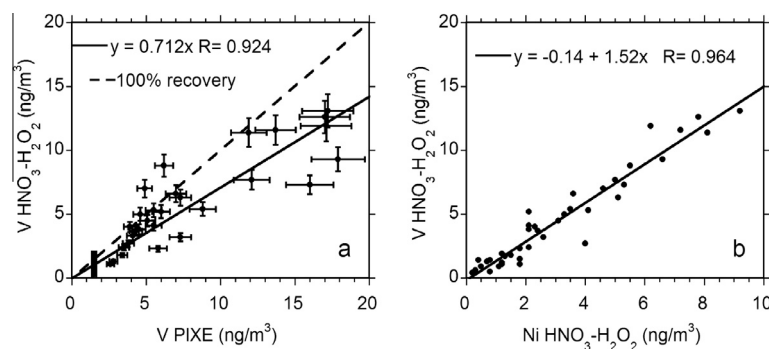 y = 0.712x R= 0.924
100% recovery
V HNO₃-H₂O₂ (ng/m³)
20
15
10
5
0
0 5 10 15 20
V PIXE (ng/m³)
a
y = -0.14 + 1.52x R= 0.964
V HNO₃-H₂O₂ (ng/m³)
20
15
10
5
0
0 2 4 6 8 10
Ni HNO₃-H₂O₂ (ng/m³)
b